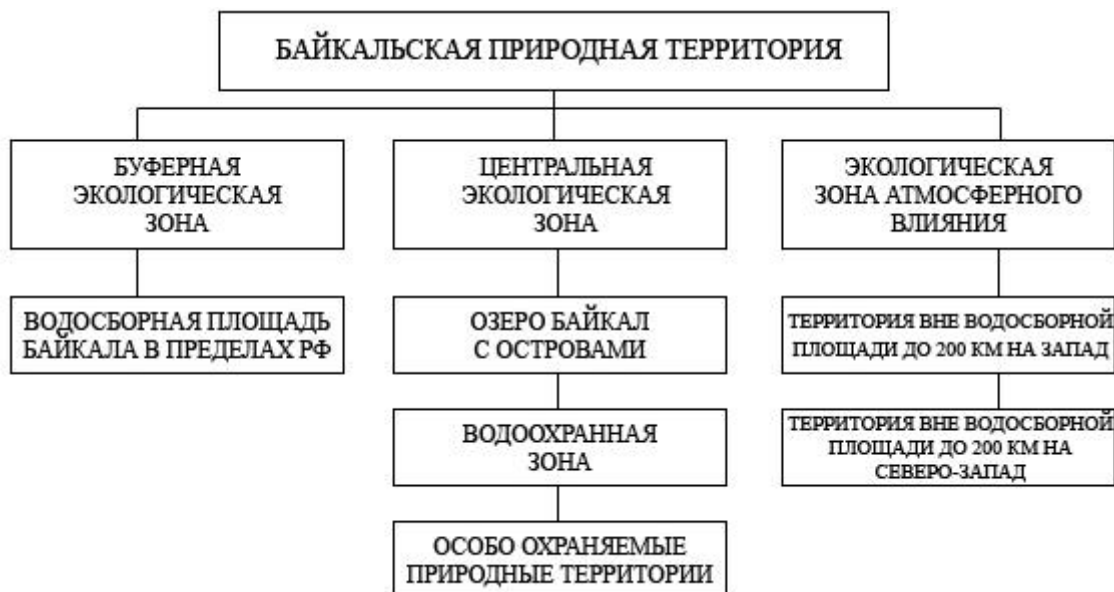 БАЙКАЛЬСКАЯ ПРИРОДНАЯ ТЕРРИТОРИЯ
БУФЕРНАЯ
ЭКОЛОГИЧЕСКАЯ
ЗОНА
ВОДОСБОРНАЯ ПЛОЩАДЬ
БАЙКАЛА В ПРЕДЕЛАХ РФ
ЦЕНТРАЛЬНАЯ
ЭКОЛОГИЧЕСКАЯ
ЗОНА
ОЗЕРО БАЙКАЛ
С ОСТРОВАМИ
ВОДООХРАННАЯ
ЗОНА
ОСОБО ОХРАНЯЕМЫЕ
ПРИРОДНЫЕ ТЕРРИТОРИИ
ЭКОЛОГИЧЕСКАЯ
ЗОНА АТМОСФЕРНОГО
ВЛИЯНИЯ
ТЕРРИТОРИЯ ВНЕ ВОДОСБОРНОЙ
ПЛОЩАДИ ДО 200 КМ НА ЗАПАД
ТЕРРИТОРИЯ ВНЕ ВОДОСБОРНОЙ
ПЛОЩАДИ ДО 200 КМ НА
СЕВЕРО-ЗАПАД